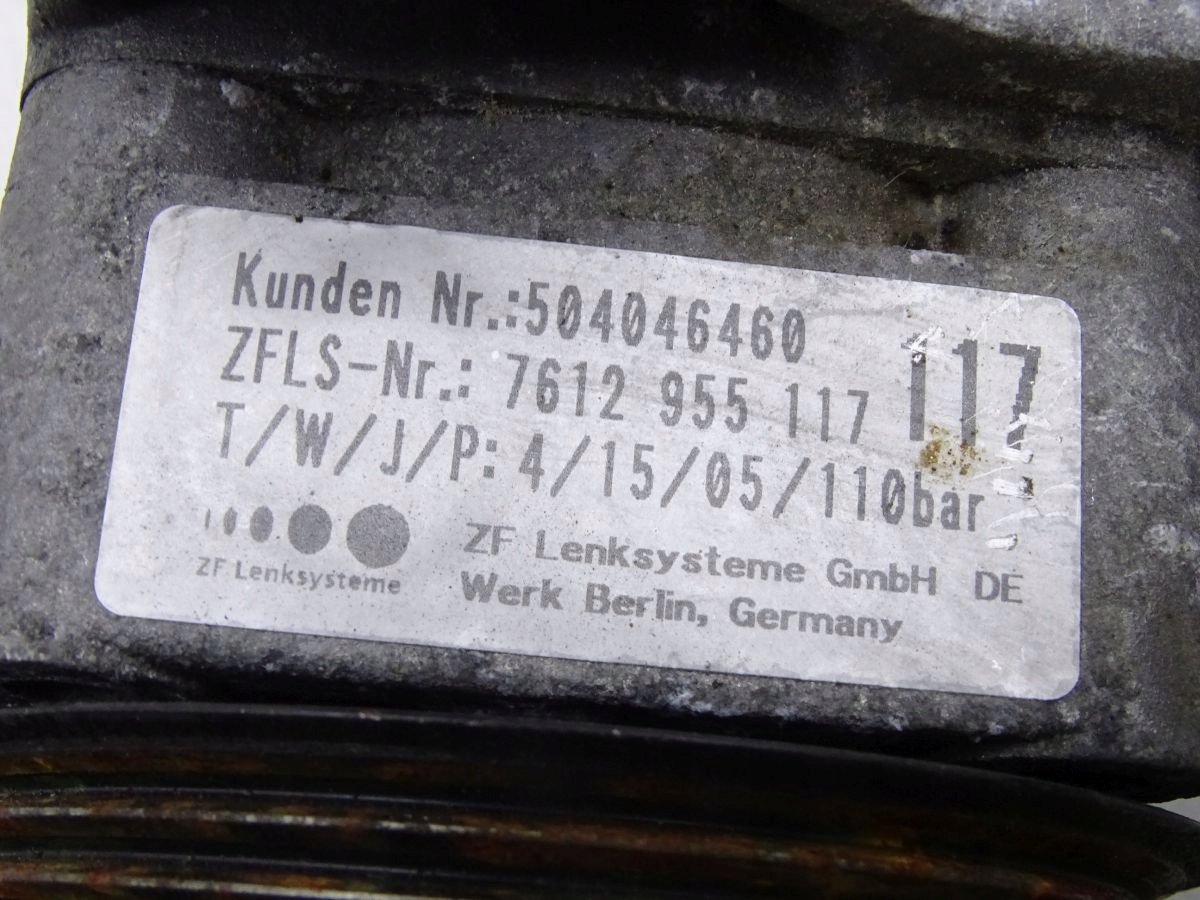 Kunden Nr.:504046460
ZFLS-Nr.: 7612 955 117 117
T/W/J/P: 4/15/05/110bar
ZF Lenksysteme
ZF Lenksysteme GmbH DE
Werk Berlin, Germany